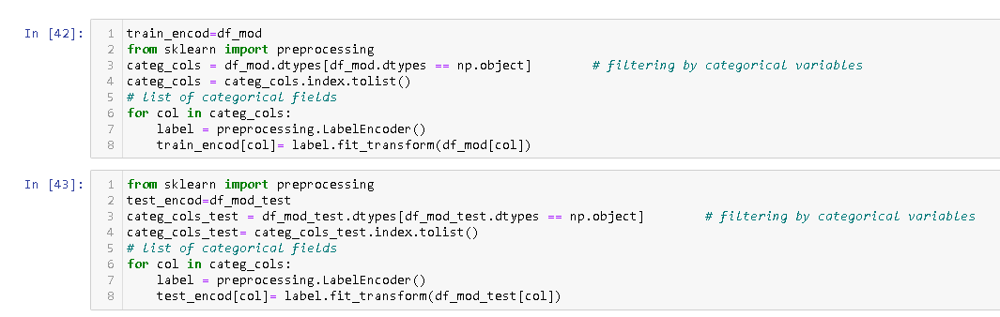 In [42]:
1 train_encod=df_mod
2 from sklearn import preprocessing
3 categ_cols = df_mod.dtypes[df_mod.dtypes == np.object]        # filtering by categorical variables
4 categ_cols = categ_cols.index.tolist()
5 # list of categorical fields
6 for col in categ_cols:
7     label = preprocessing.LabelEncoder()
8     train_encod[col]= label.fit_transform(df_mod[col])
In [43]:
1 from sklearn import preprocessing
2 test_encod=df_mod_test
3 categ_cols_test = df_mod_test.dtypes[df_mod_test.dtypes == np.object]        # filtering by categorical variables
4 categ_cols_test= categ_cols_test.index.tolist()
5 # list of categorical fields
6 for col in categ_cols:
7     label = preprocessing.LabelEncoder()
8     test_encod[col]= label.fit_transform(df_mod_test[col])